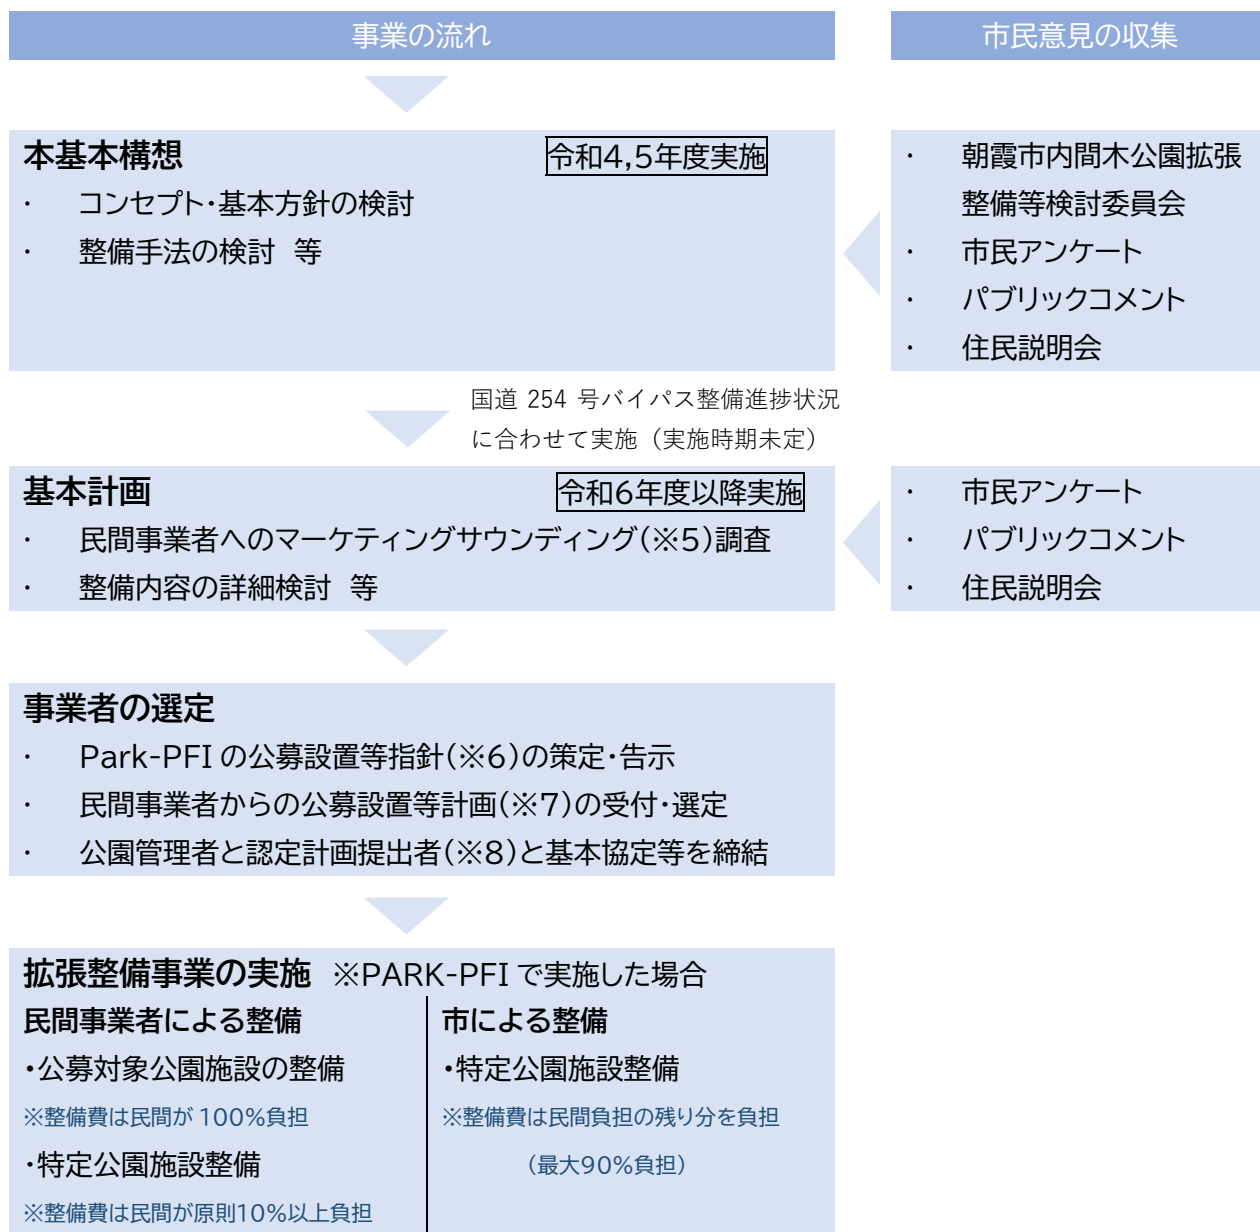 事業の流れ
市民意見の収集
本基本構想 令和4,5年度実施
・ コンセプト・基本方針の検討
・ 整備手法の検討 等
・ 朝霞市内間木公園拡張
整備等検討委員会
・ 市民アンケート
・ パブリックコメント
・ 住民説明会
国道 254 号バイパス整備進捗状況
に合わせて実施（実施時期未定）
基本計画 令和6年度以降実施
・ 民間事業者へのマーケティングサウンディング(※5)調査
・ 整備内容の詳細検討 等
・ 市民アンケート
・ パブリックコメント
・ 住民説明会
事業者の選定
・ Park-PFI の公募設置等指針(※6)の策定・告示
・ 民間事業者からの公募設置等計画(※7)の受付・選定
・ 公園管理者と認定計画提出者(※8)と基本協定等を締結
拡張整備事業の実施 ※PARK-PFI で実施した場合
民間事業者による整備
・公募対象公園施設の整備
※整備費は民間が 100%負担
・特定公園施設整備
※整備費は民間が原則10%以上負担
市による整備
・特定公園施設整備
※整備費は民間負担の残り分を負担
（最大90%負担）